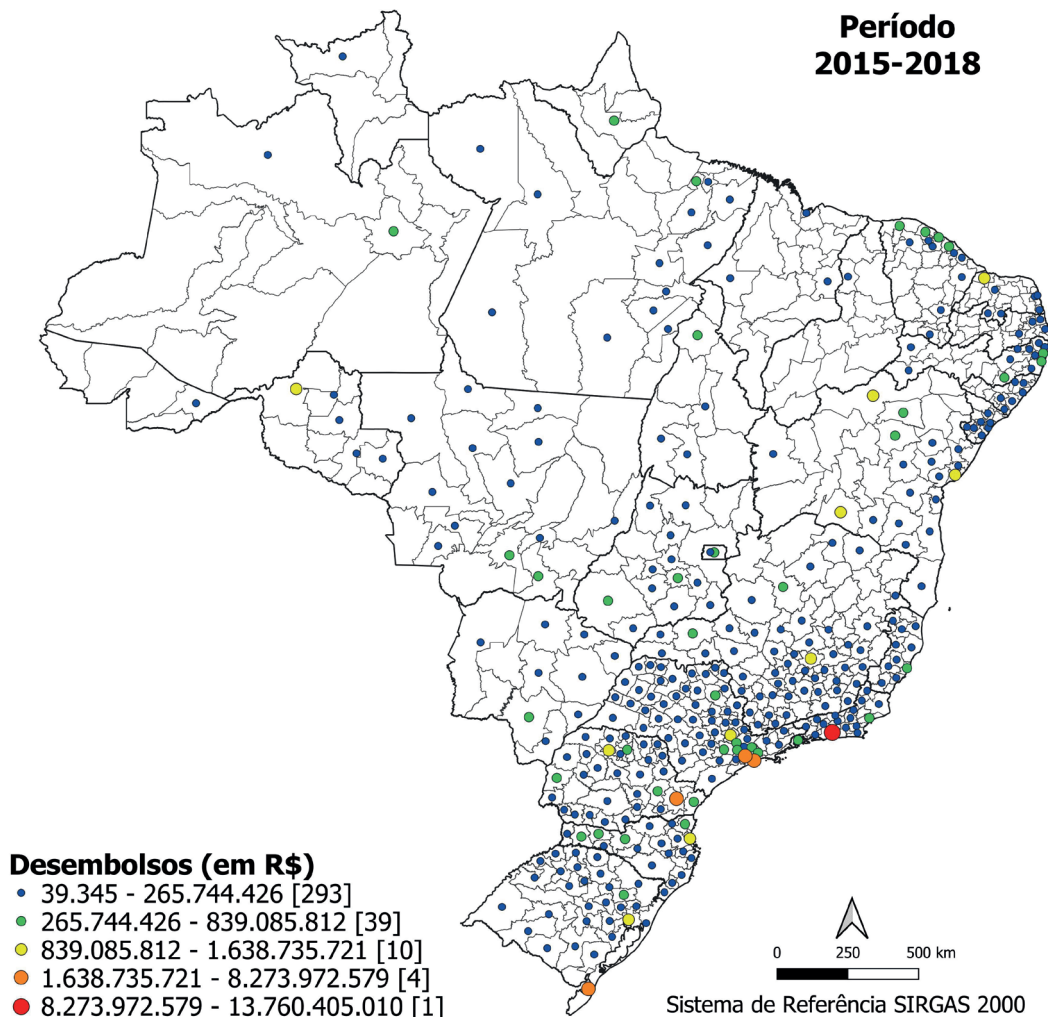 Período
2015-2018
Desembolsos (em R$)
39.345 - 265.744.426 [293]
265.744.426 - 839.085.812 [39]
839.085.812 - 1.638.735.721 [10]
1.638.735.721 - 8.273.972.579 [4]
8.273.972.579 - 13.760.405.010 [1]
0 250 500 km
Sistema de Referência SIRGAS 2000